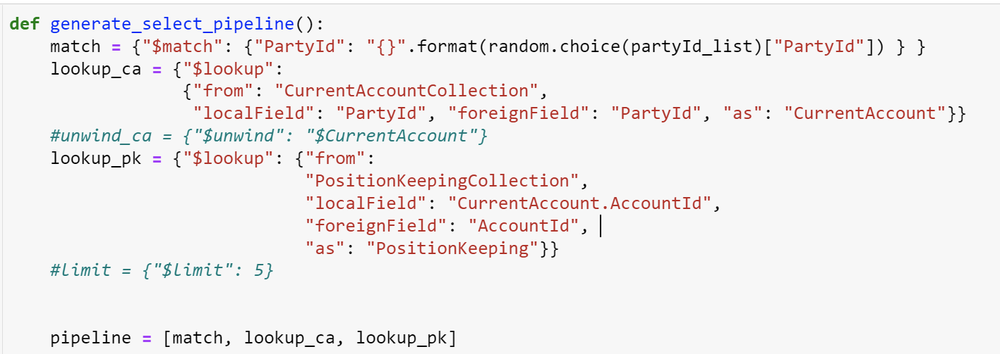 def generate_select_pipeline():
    match = {"$match": {"PartyId": "{}".format(random.choice(partyId_list)["PartyId"]) } }
    lookup_ca = {"$lookup":
                 {"from": "CurrentAccountCollection",
                  "localField": "PartyId", "foreignField": "PartyId", "as": "CurrentAccount"}}
    #unwind_ca = {"$unwind": "$CurrentAccount"}
    lookup_pk = {"$lookup": {"from":
                             "PositionKeepingCollection",
                             "localField": "CurrentAccount.AccountId",
                             "foreignField": "AccountId",
                             "as": "PositionKeeping"}}
    #limit = {"$limit": 5}
    pipeline = [match, lookup_ca, lookup_pk]